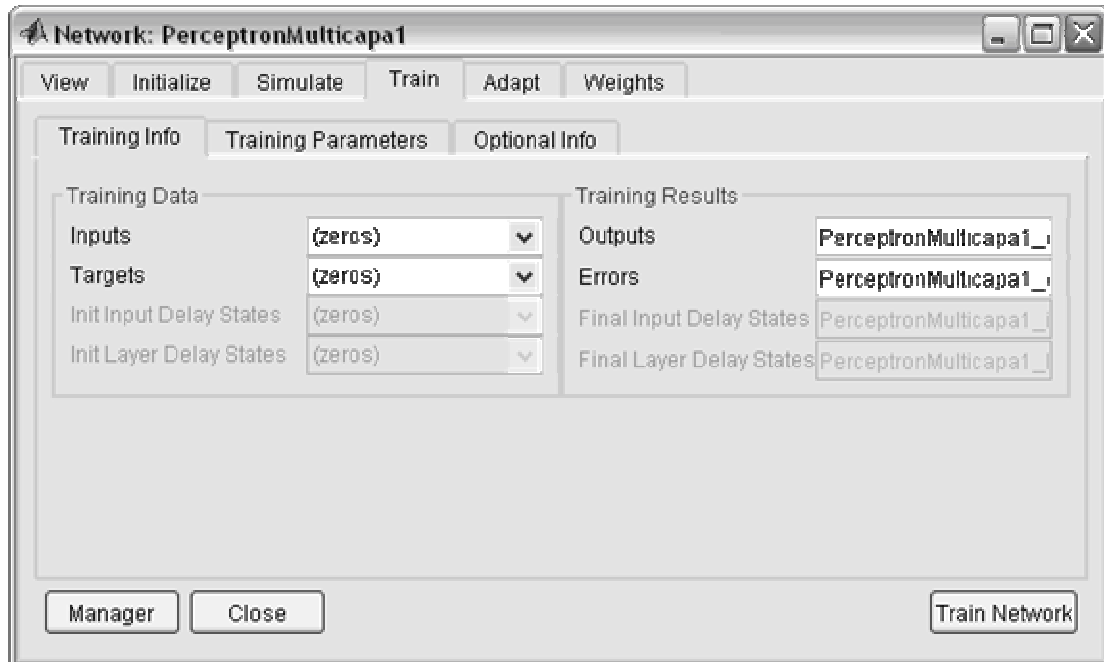 Network: PerceptronMulticapa1
View Initialize Simulate Train Adapt Weights
Training Info Training Parameters Optional Info
Training Data
Inputs (zeros)
Targets (zeros)
Init Input Delay States (zeros)
Init Layer Delay States (zeros)
Training Results
Outputs PerceptronMulticapa1_
Errors PerceptronMulticapa1_
Final Input Delay States PerceptronMulticapa1_i
Final Layer Delay States PerceptronMulticapa1_l
Manager Close Train Network